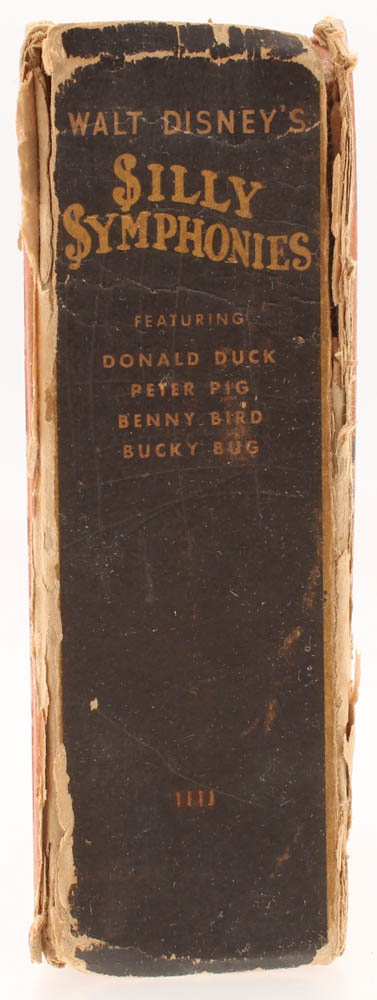 WALT DISNEY'S
SILLY
SYMPHONIES
FEATURING
DONALD DUCK
PETER PIG
BENNY BIRD
BUCKY BUG
1111